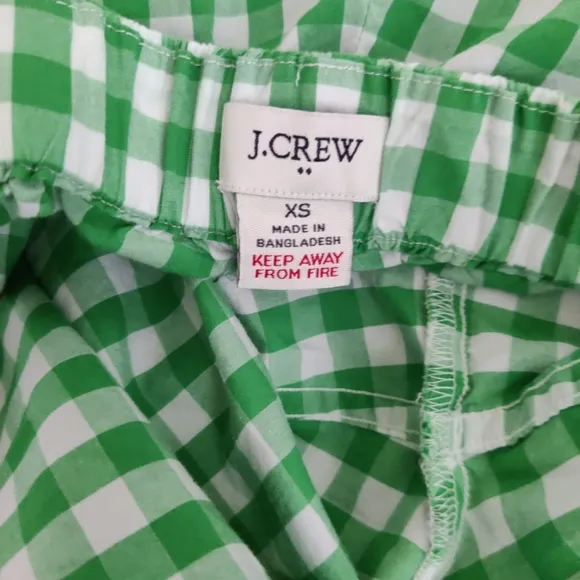 J.CREW
XS
MADE IN
BANGLADESH
KEEP AWAY
FROM FIRE